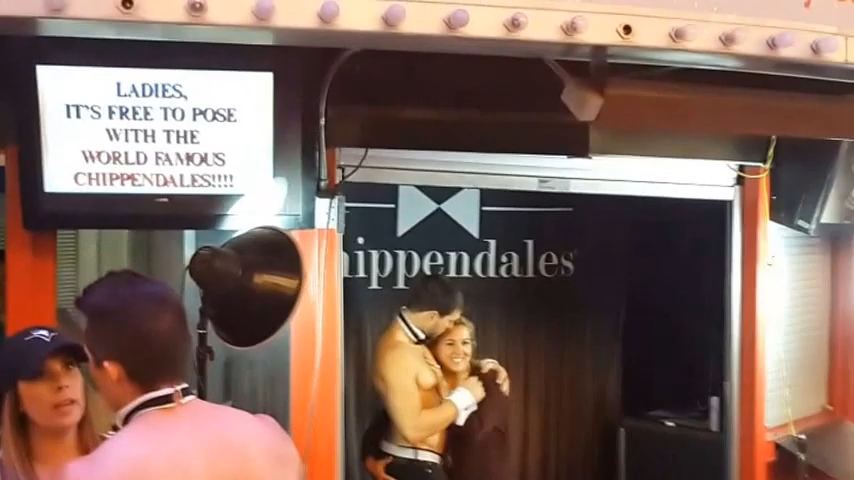 LADIES,
IT'S FREE TO POSE
WITH THE
WORLD FAMOUS
CHIPPENDALES!!!!
hippendales